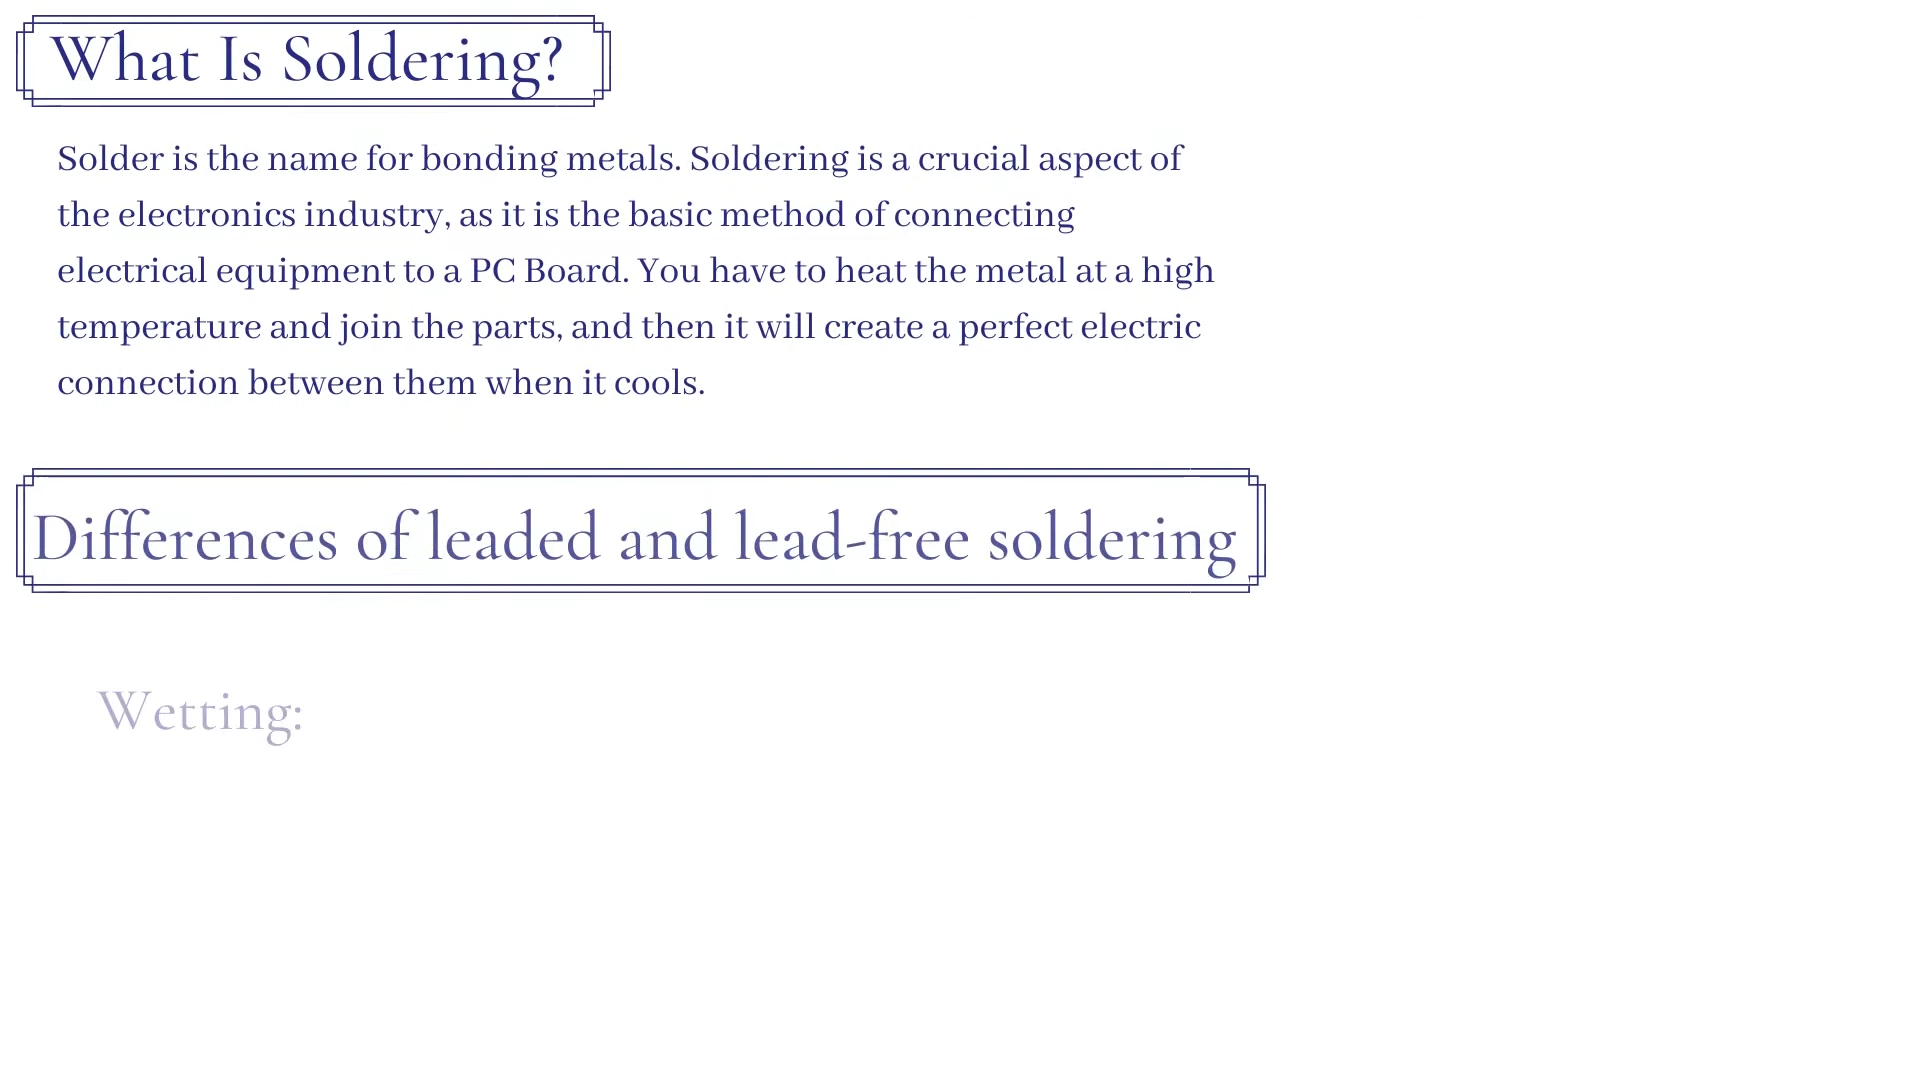 What Is Soldering?
Solder is the name for bonding metals. Soldering is a crucial aspect of
the electronics industry, as it is the basic method of connecting
electrical equipment to a PC Board. You have to heat the metal at a high
temperature and join the parts, and then it will create a perfect electric
connection between them when it cools.
Differences of leaded and lead-free soldering
Wetting: